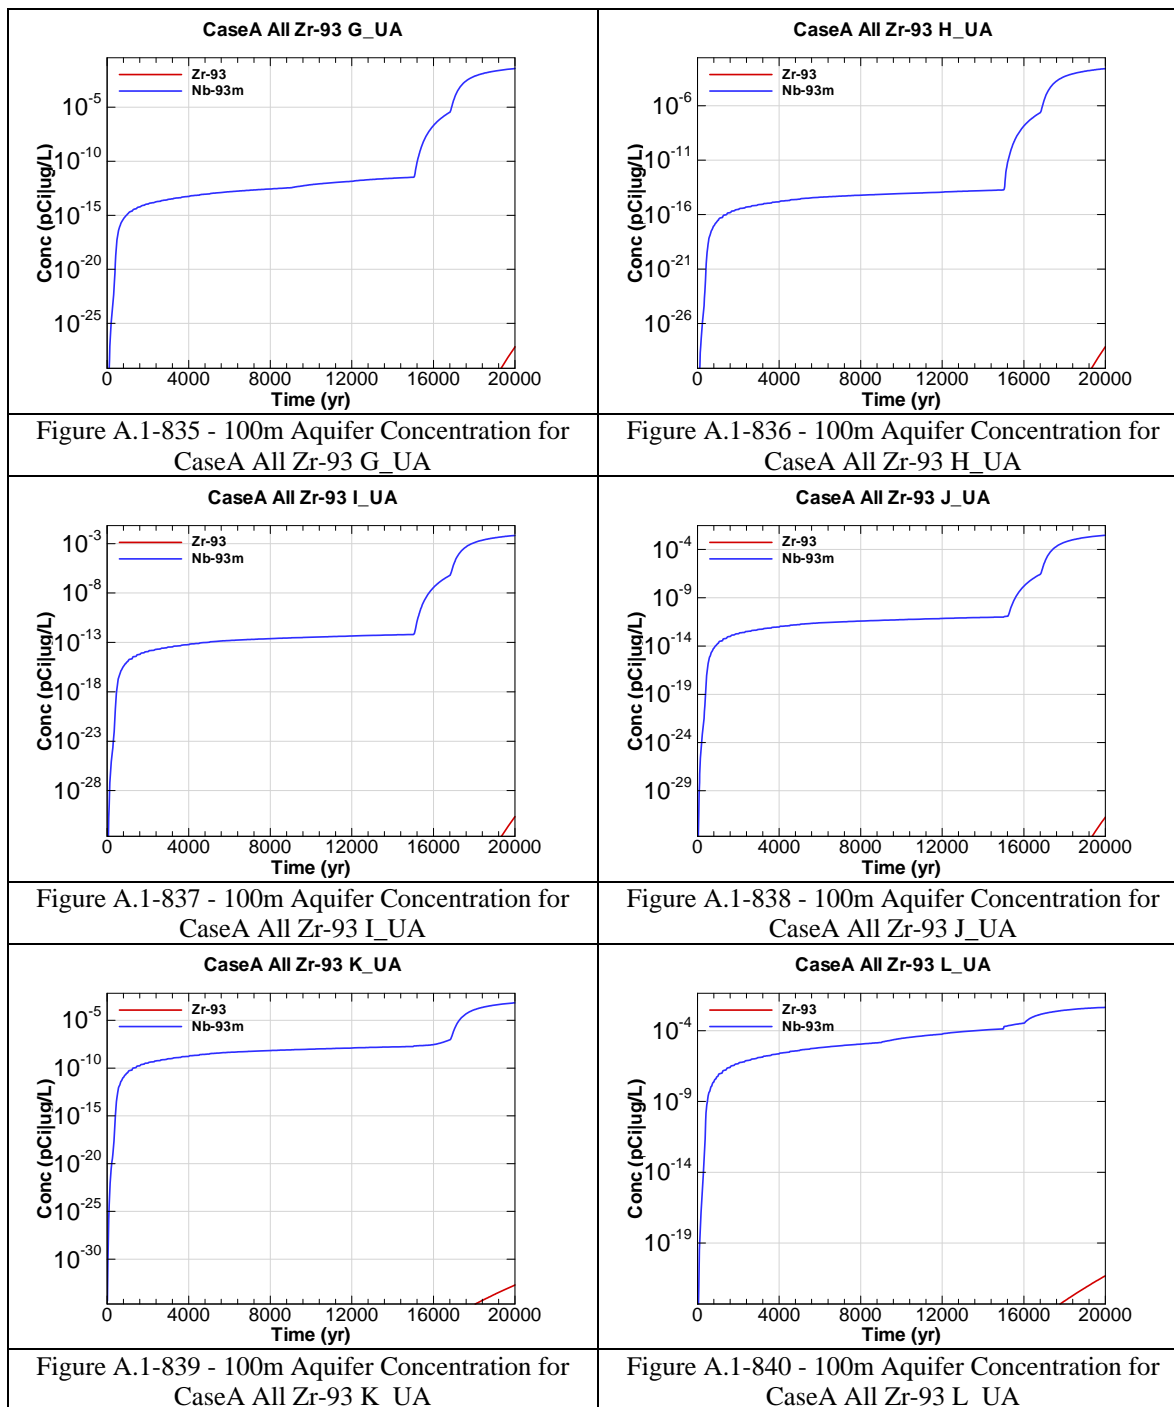 CaseA All Zr-93 G_UA
Zr-93
Nb-93m
Conc (pCi|ug/L)
10-5
10-10
10-15
10-20
10-25
0 4000 8000 12000 16000 20000
Time (yr)
Figure A.1-835 - 100m Aquifer Concentration for
CaseA All Zr-93 G_UA
CaseA All Zr-93 H_UA
Zr-93
Nb-93m
Conc (pCi|ug/L)
10-6
10-11
10-16
10-21
10-26
0 4000 8000 12000 16000 20000
Time (yr)
Figure A.1-836 - 100m Aquifer Concentration for
CaseA All Zr-93 H_UA
CaseA All Zr-93 I_UA
Zr-93
Nb-93m
Conc (pCi|ug/L)
10-3
10-8
10-13
10-18
10-23
10-28
0 4000 8000 12000 16000 20000
Time (yr)
Figure A.1-837 - 100m Aquifer Concentration for
CaseA All Zr-93 I_UA
CaseA All Zr-93 J_UA
Zr-93
Nb-93m
Conc (pCi|ug/L)
10-4
10-9
10-14
10-19
10-24
10-29
0 4000 8000 12000 16000 20000
Time (yr)
Figure A.1-838 - 100m Aquifer Concentration for
CaseA All Zr-93 J_UA
CaseA All Zr-93 K_UA
Zr-93
Nb-93m
Conc (pCi|ug/L)
10-5
10-10
10-15
10-20
10-25
10-30
0 4000 8000 12000 16000 20000
Time (yr)
Figure A.1-839 - 100m Aquifer Concentration for
CaseA All Zr-93 K_UA
CaseA All Zr-93 L_UA
Zr-93
Nb-93m
Conc (pCi|ug/L)
10-4
10-9
10-14
10-19
0 4000 8000 12000 16000 20000
Time (yr)
Figure A.1-840 - 100m Aquifer Concentration for
CaseA All Zr-93 L_UA